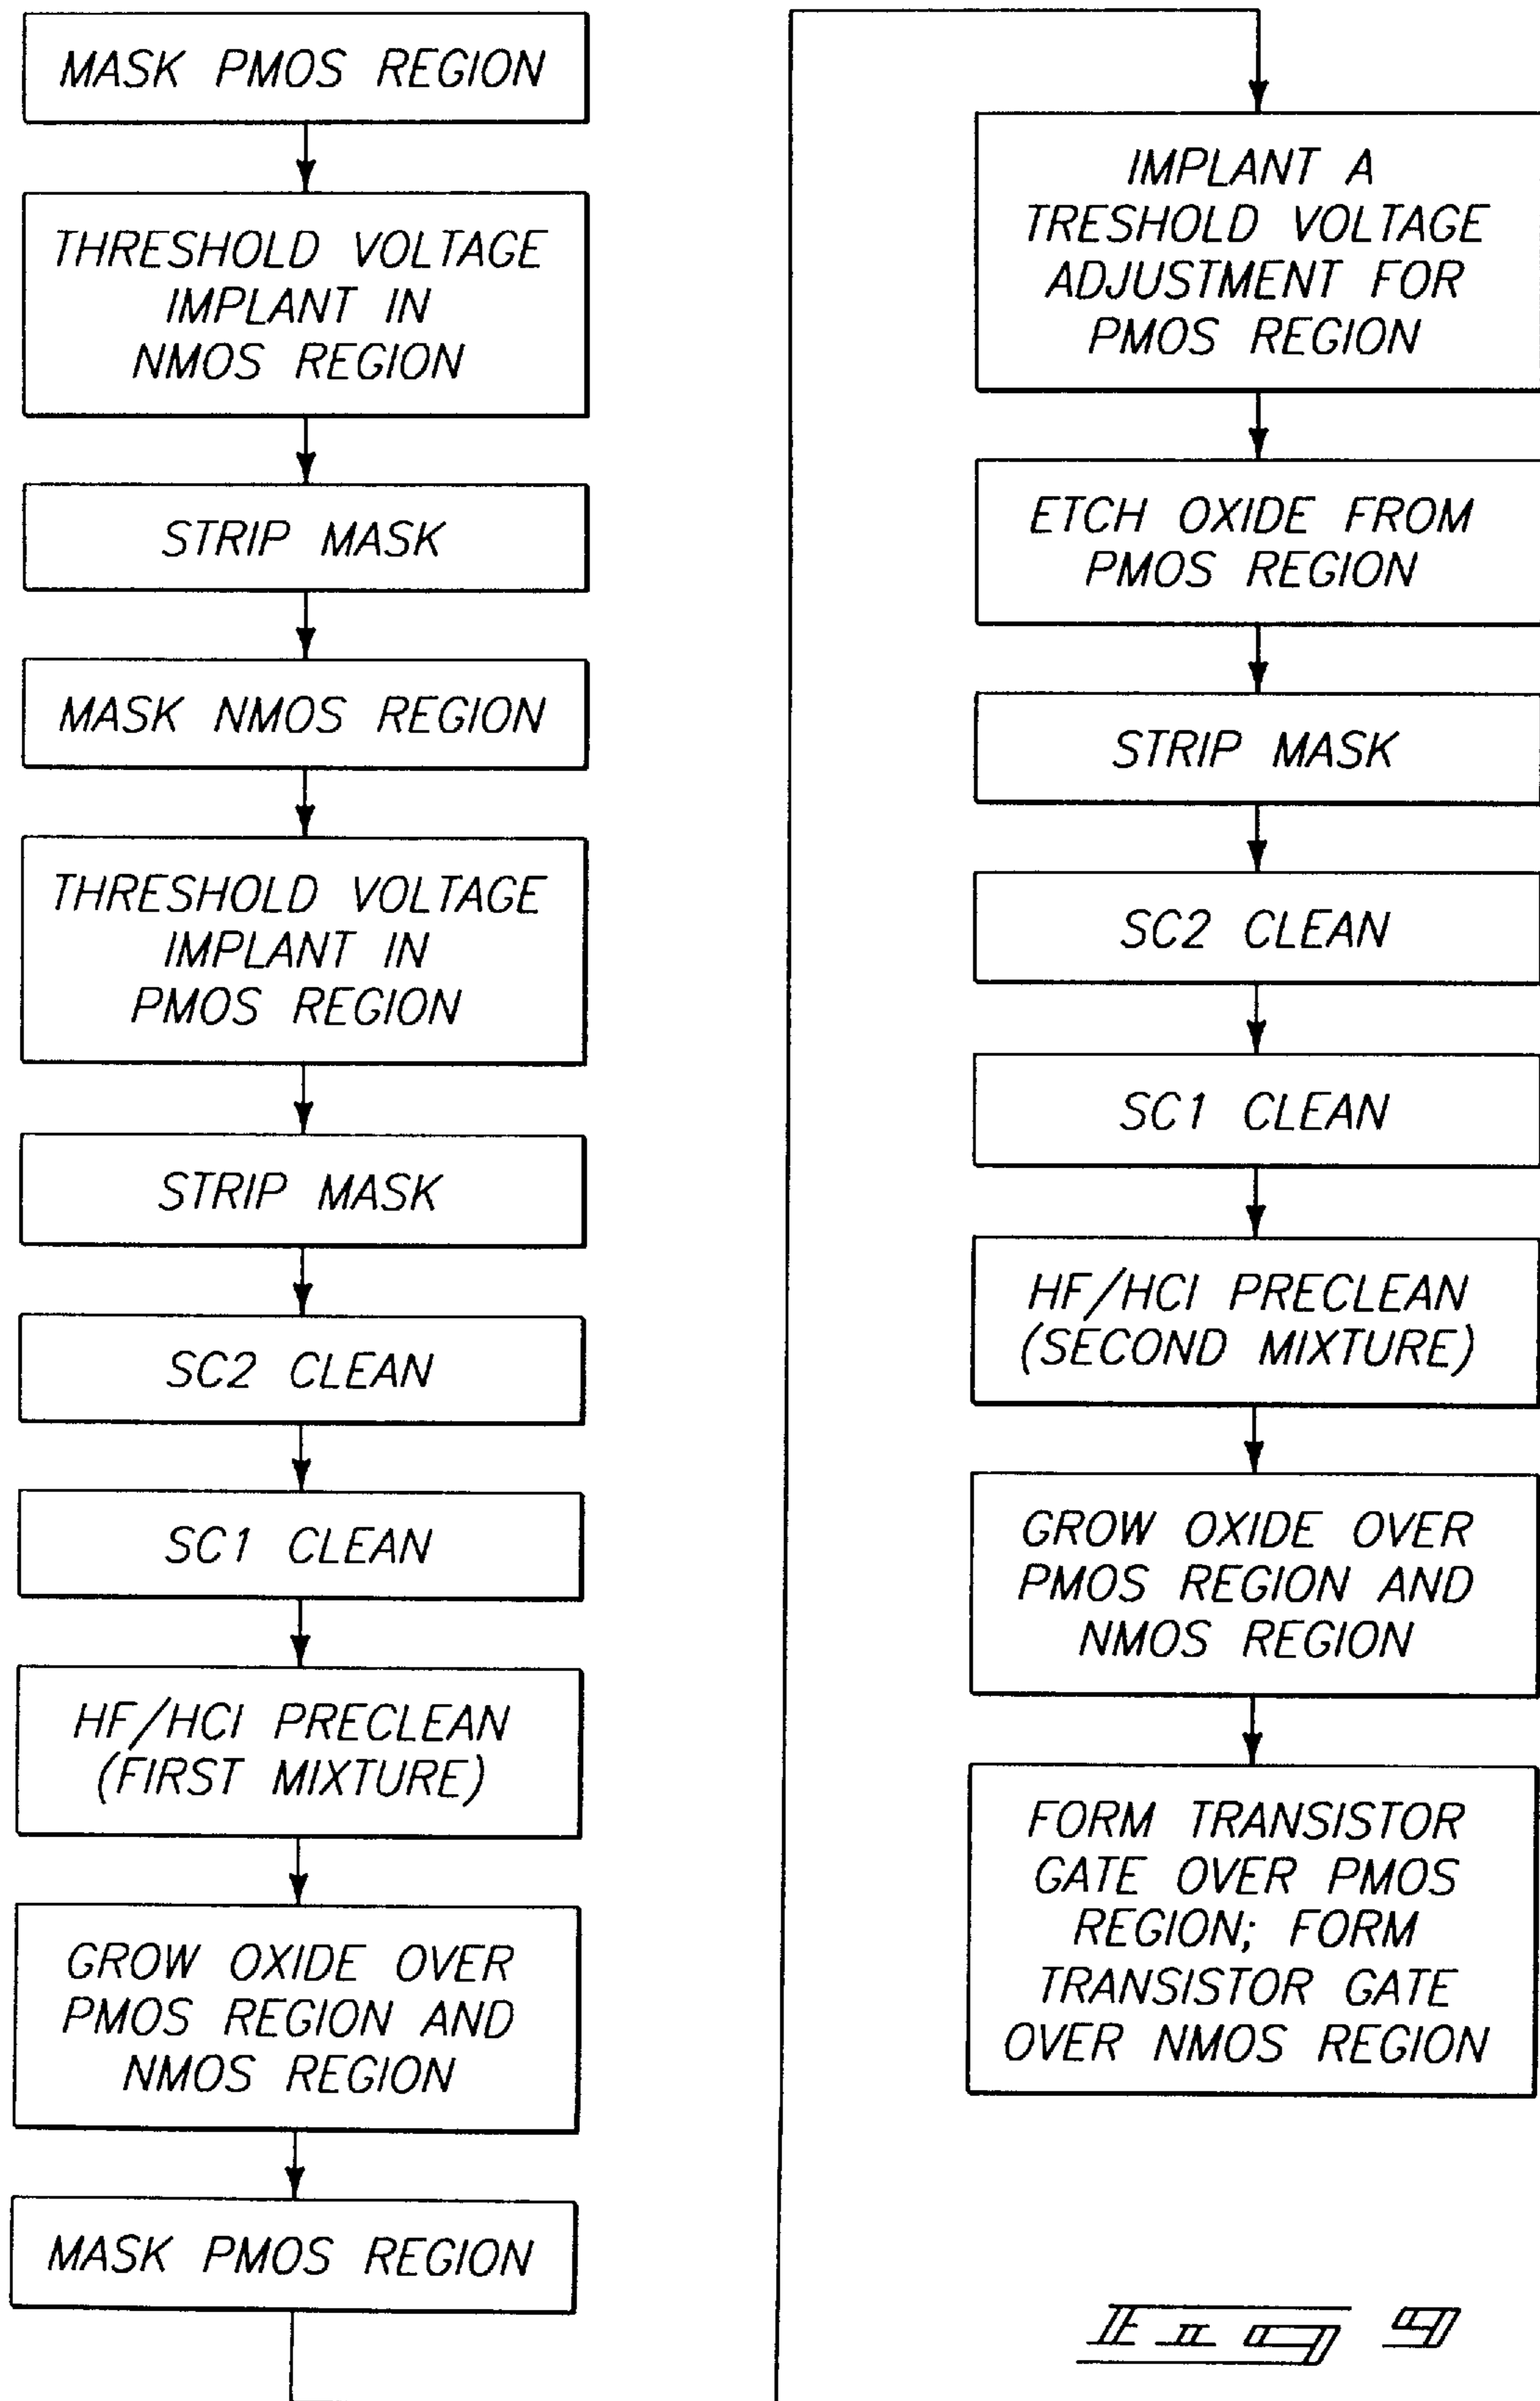 MASK PMOS REGION
THRESHOLD VOLTAGE
IMPLANT IN
NMOS REGION
STRIP MASK
MASK NMOS REGION
THRESHOLD VOLTAGE
IMPLANT IN
PMOS REGION
STRIP MASK
SC2 CLEAN
SC1 CLEAN
HF/HCl PRECLEAN
(FIRST MIXTURE)
GROW OXIDE OVER
PMOS REGION AND
NMOS REGION
MASK PMOS REGION
IMPLANT A
TRESHOLD VOLTAGE
ADJUSTMENT FOR
PMOS REGION
ETCH OXIDE FROM
PMOS REGION
STRIP MASK
SC2 CLEAN
SC1 CLEAN
HF/HCl PRECLEAN
(SECOND MIXTURE)
GROW OXIDE OVER
PMOS REGION AND
NMOS REGION
FORM TRANSISTOR
GATE OVER PMOS
REGION; FORM
TRANSISTOR GATE
OVER NMOS REGION
Fig 9